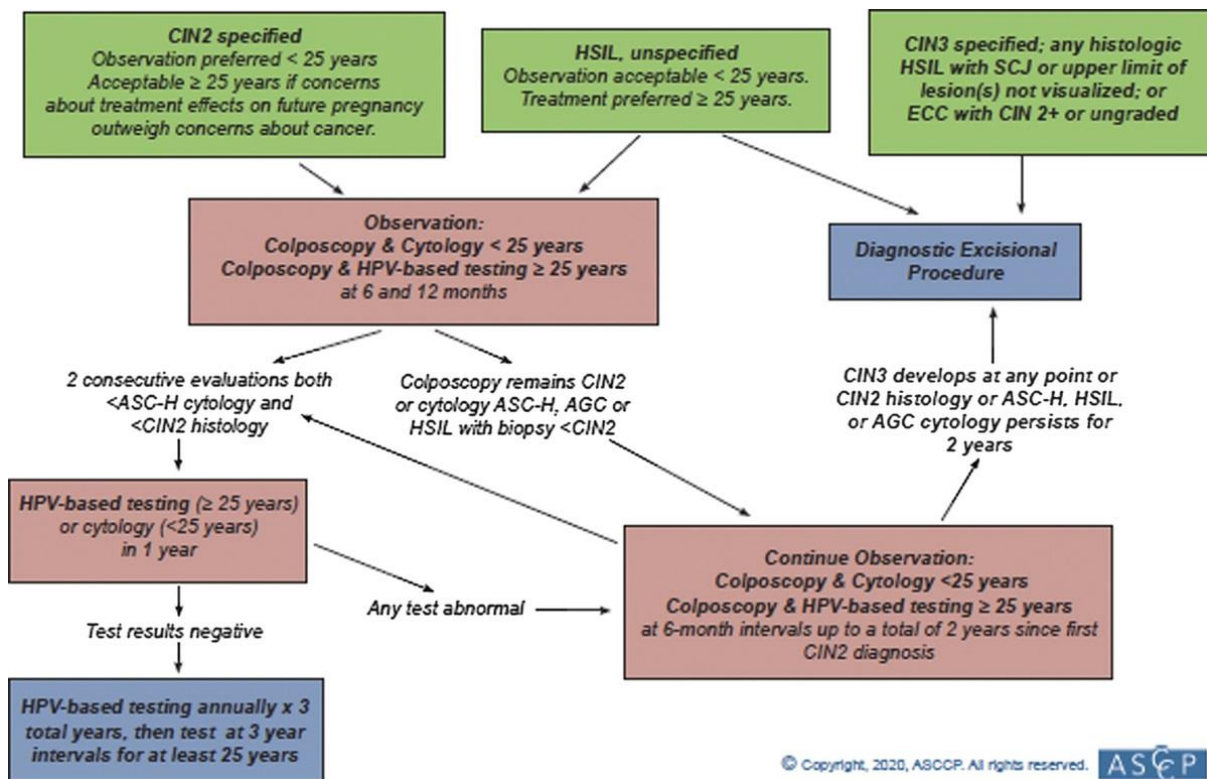 CIN2 specified
Observation preferred < 25 years
Acceptable ≥ 25 years if concerns
about treatment effects on future pregnancy
outweigh concerns about cancer.
HSIL, unspecified
Observation acceptable < 25 years.
Treatment preferred ≥ 25 years.
CIN3 specified; any histologic
HSIL with SCJ or upper limit of
lesion(s) not visualized; or
ECC with CIN 2+ or ungraded
Observation:
Colposcopy & Cytology < 25 years
Colposcopy & HPV-based testing ≥ 25 years
at 6 and 12 months
Diagnostic Excisional
Procedure
2 consecutive evaluations both
<ASC-H cytology and
<CIN2 histology
Colposcopy remains CIN2
or cytology ASC-H, AGC or
HSIL with biopsy <CIN2
CIN3 develops at any point or
CIN2 histology or ASC-H, HSIL,
or AGC cytology persists for
2 years
HPV-based testing (≥ 25 years)
or cytology (<25 years)
in 1 year
Any test abnormal
Continue Observation:
Colposcopy & Cytology <25 years
Colposcopy & HPV-based testing ≥ 25 years
at 6-month intervals up to a total of 2 years since first
CIN2 diagnosis
Test results negative
HPV-based testing annually x 3
total years, then test at 3 year
intervals for at least 25 years
© Copyright, 2020, ASCCP. All rights reserved.
ASCCP